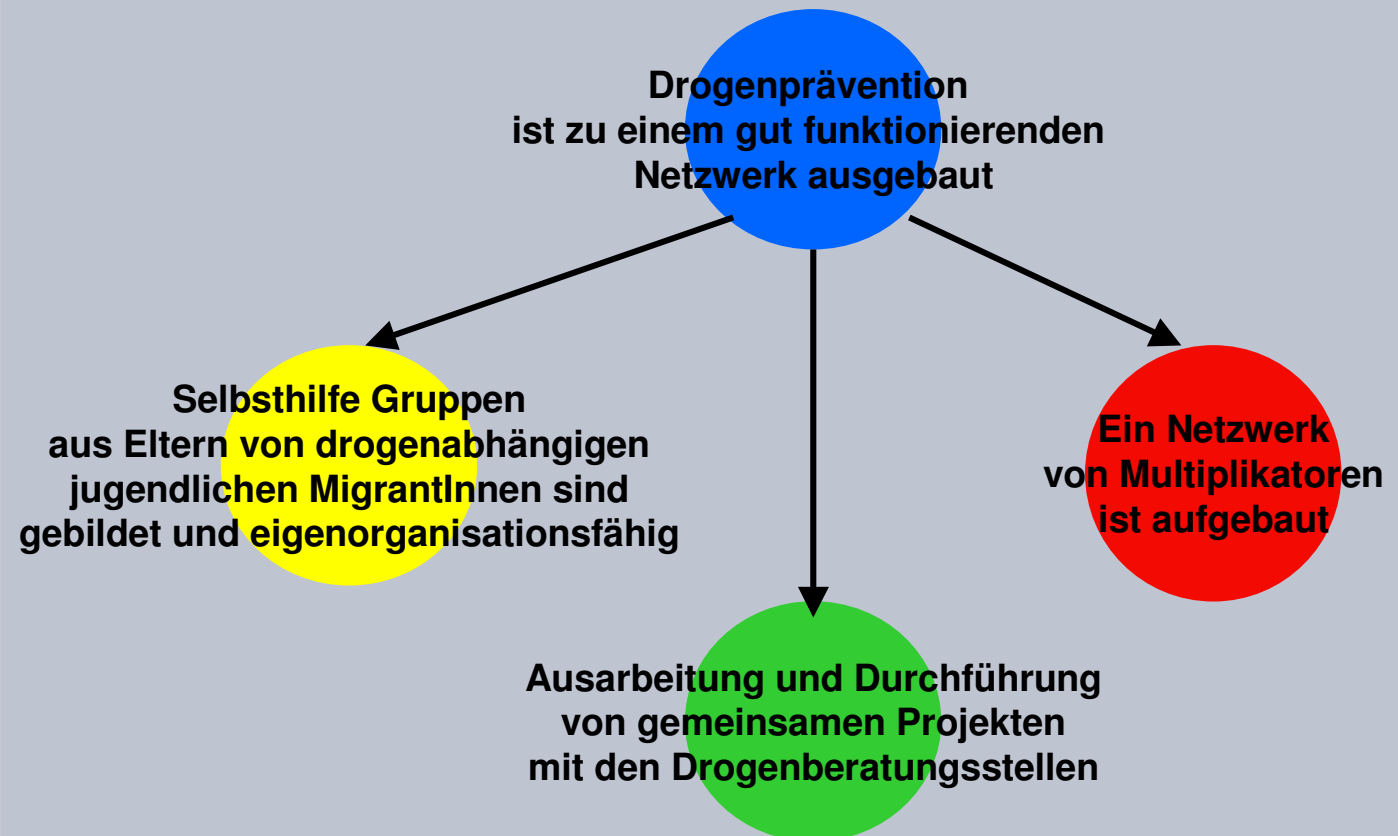 Drogenprävention
ist zu einem gut funktionierenden
Netzwerk ausgebaut
Selbsthilfe Gruppen
aus Eltern von drogenabhängigen
jugendlichen MigrantInnen sind
gebildet und eigenorganisationsfähig
Ein Netzwerk
von Multiplikatoren
ist aufgebaut
Ausarbeitung und Durchführung
von gemeinsamen Projekten
mit den Drogenberatungsstellen